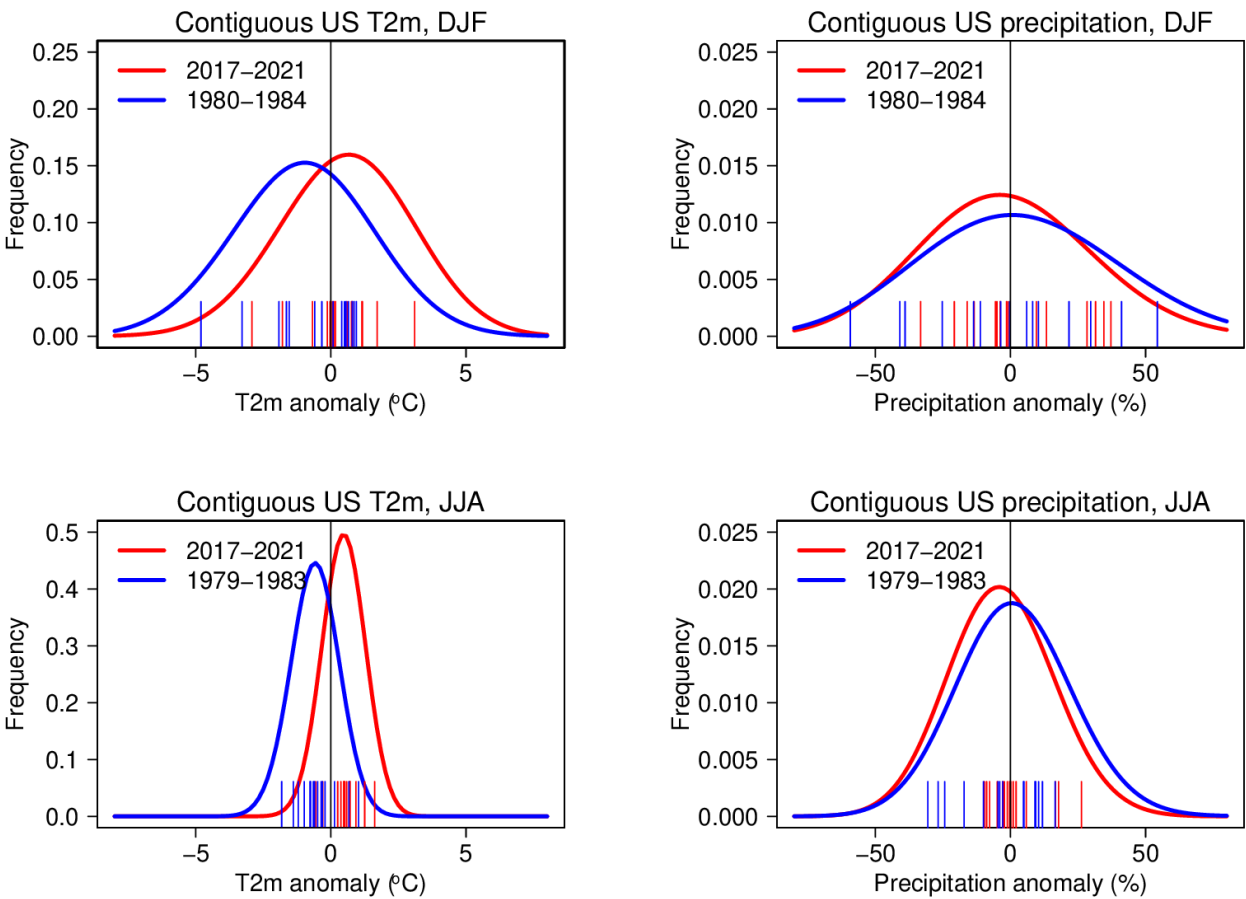 Contiguous US T2m, DJF
0.25
0.20
0.15
0.10
0.05
0.00
Frequency
2017−2021
1980−1984
−5 0 5
T2m anomaly (°C)
Contiguous US precipitation, DJF
0.025
0.020
0.015
0.010
0.005
0.000
Frequency
2017−2021
1980−1984
−50 0 50
Precipitation anomaly (%)
Contiguous US T2m, JJA
0.5
0.4
0.3
0.2
0.1
0.0
Frequency
2017−2021
1979−1983
−5 0 5
T2m anomaly (°C)
Contiguous US precipitation, JJA
0.025
0.020
0.015
0.010
0.005
0.000
Frequency
2017−2021
1979−1983
−50 0 50
Precipitation anomaly (%)